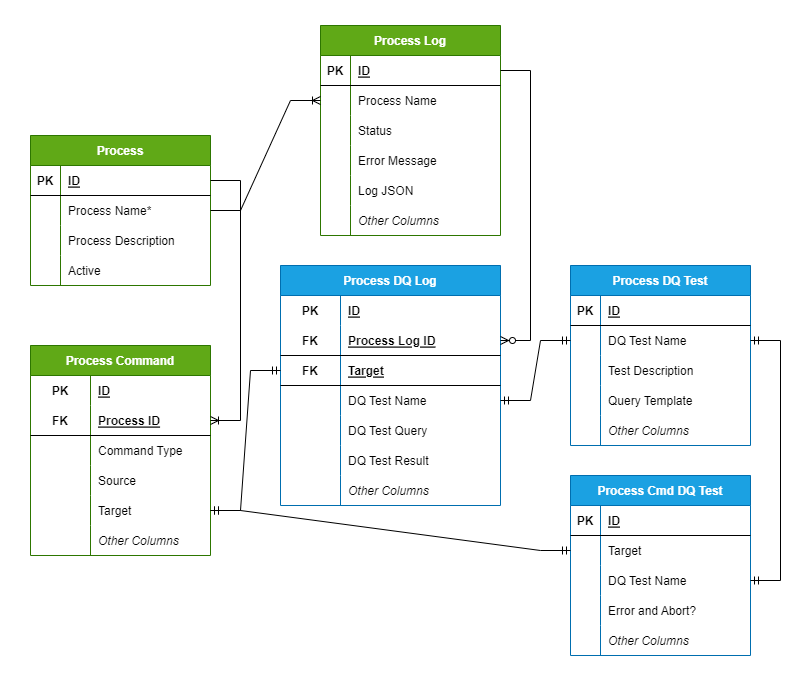 Process Log
PK ID
Process Name
Status
Error Message
Log JSON
Other Columns
Process
PK ID
Process Name*
Process Description
Active
Process DQ Log
PK ID
FK Process Log ID
FK Target
DQ Test Name
DQ Test Query
DQ Test Result
Other Columns
Process DQ Test
PK ID
DQ Test Name
Test Description
Query Template
Other Columns
Process Command
PK ID
FK Process ID
Command Type
Source
Target
Other Columns
Process Cmd DQ Test
PK ID
Target
DQ Test Name
Error and Abort?
Other Columns